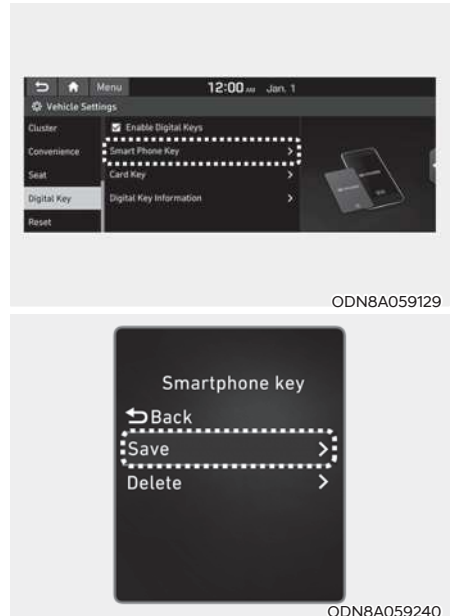 Menu
12:00 AM Jan. 1
Vehicle Settings
Cluster
Enable Digital Keys
Convenience
Smart Phone Key
Seat
Card Key
Digital Key
Digital Key Information
Reset
ODN8A059129
Smartphone key
Back
Save
Delete
ODN8A059240